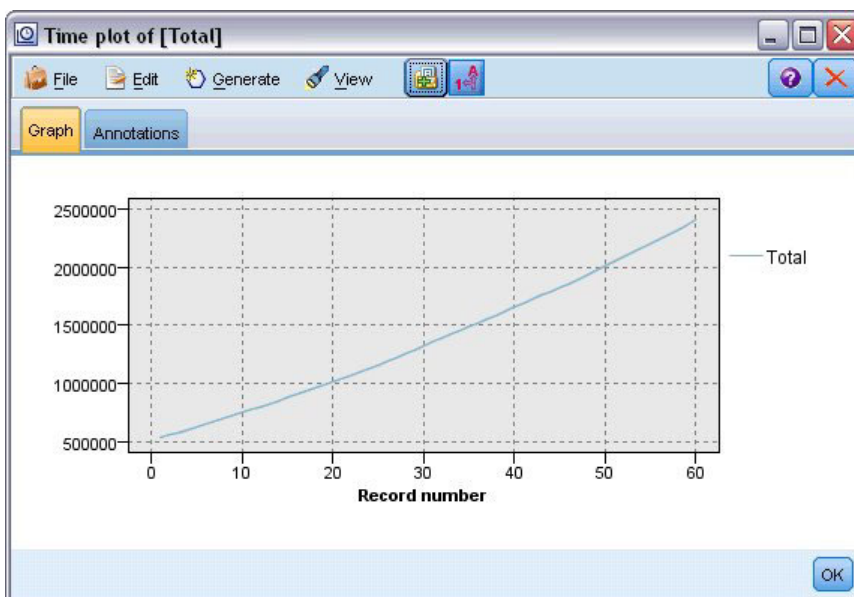 Time plot of [Total]
File Edit Generate View
Graph Annotations
2500000
2000000
1500000
1000000
500000
0 10 20 30 40 50 60
Record number
Total
OK